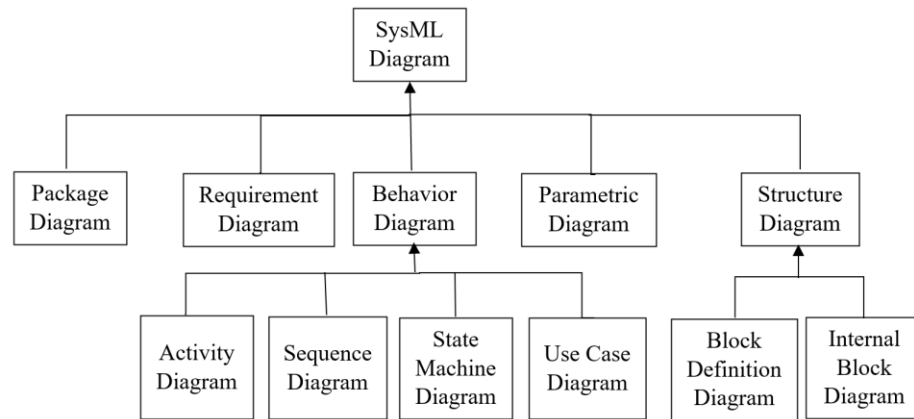 SysML
Diagram
Package
Diagram
Requirement
Diagram
Behavior
Diagram
Parametric
Diagram
Structure
Diagram
Activity
Diagram
Sequence
Diagram
State
Machine
Diagram
Use Case
Diagram
Block
Definition
Diagram
Internal
Block
Diagram